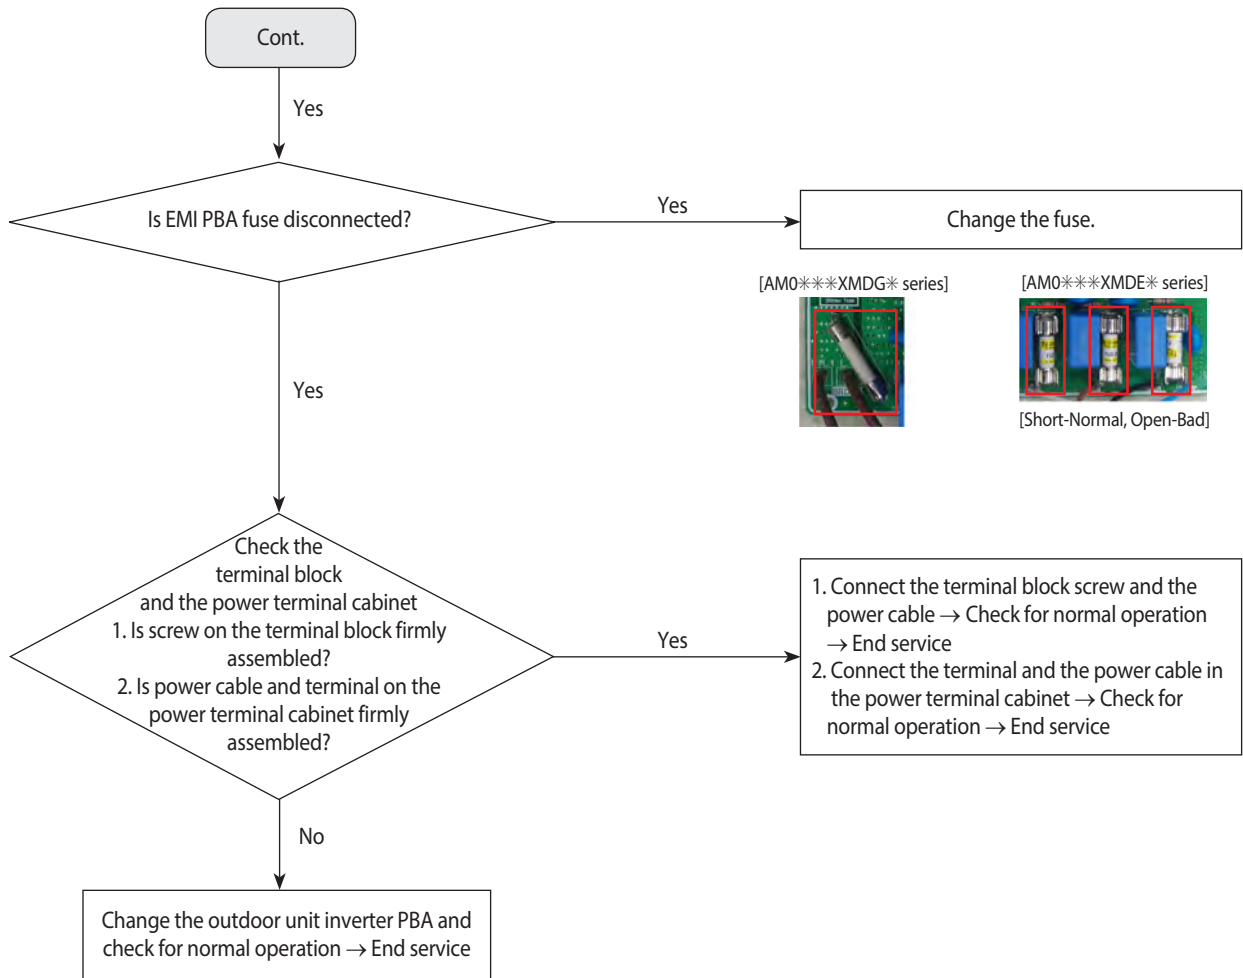 Cont.
Yes
Is EMI PBA fuse disconnected?
Yes
Change the fuse.
[AM0✳✳✳XMDG✳ series]
[AM0✳✳✳XMDE✳ series]
[Short-Normal, Open-Bad]
Yes
Check the
terminal block
and the power terminal cabinet
1. Is screw on the terminal block firmly
assembled?
2. Is power cable and terminal on the
power terminal cabinet firmly
assembled?
Yes
1. Connect the terminal block screw and the
power cable → Check for normal operation
→ End service
2. Connect the terminal and the power cable in
the power terminal cabinet → Check for
normal operation → End service
No
Change the outdoor unit inverter PBA and
check for normal operation → End service